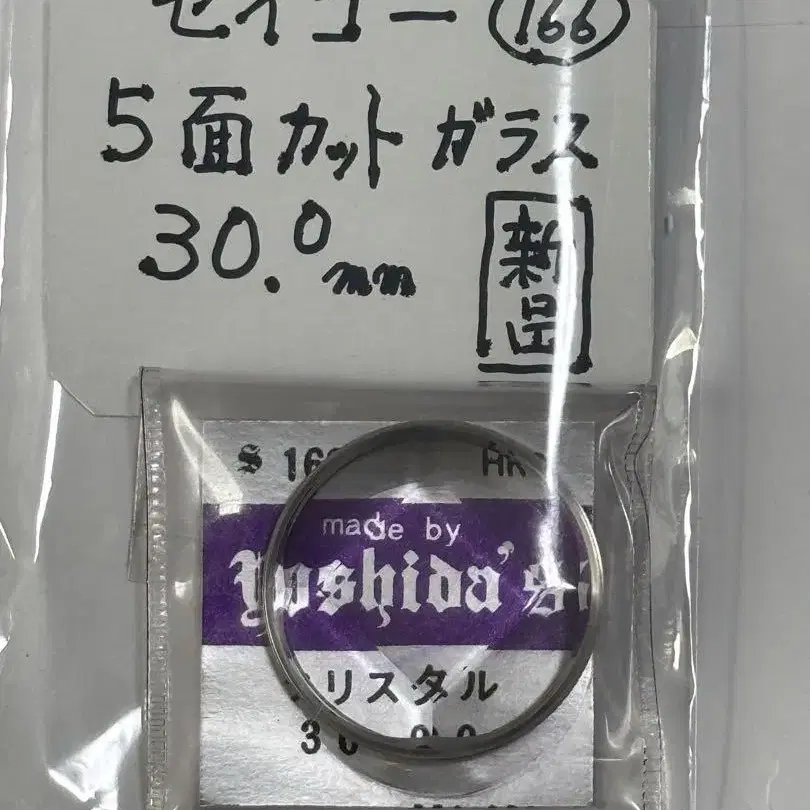 セイコー 166
5面カットガラス
30.0mm
新品
S 16
made by
Yoshida's
リスタル